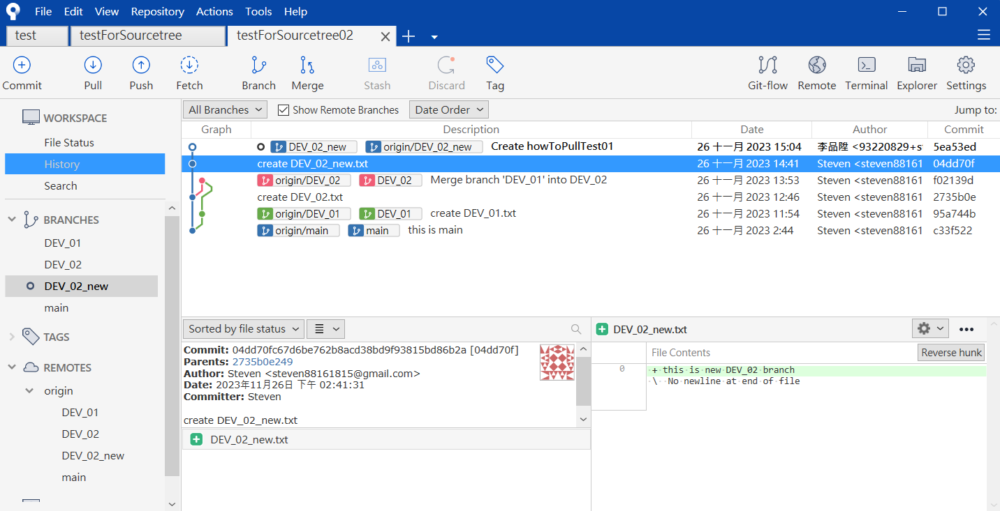 File Edit View Repository Actions Tools Help
test testForSourcetree testForSourcetree02
Commit Pull Push Fetch Branch Merge Stash Discard Tag Git-flow Remote Terminal Explorer Settings
WORKSPACE
File Status
History
Search
BRANCHES
DEV_01
DEV_02
DEV_02_new
main
TAGS
REMOTES
origin
DEV_01
DEV_02
DEV_02_new
main
All Branches Show Remote Branches Date Order Jump to:
Graph Description Date Author Commit
DEV_02_new origin/DEV_02_new Create howToPullTest01 26 十一月 2023 15:04 李品陞 <93220829+s 5ea53ed
create DEV_02_new.txt 26 十一月 2023 14:41 Steven <steven88161 04dd70f
origin/DEV_02 DEV_02 Merge branch 'DEV_01' into DEV_02 26 十一月 2023 13:53 Steven <steven88161 f02139d
create DEV_02.txt 26 十一月 2023 12:46 Steven <steven88161 2735b0e
origin/DEV_01 DEV_01 create DEV_01.txt 26 十一月 2023 11:54 Steven <steven88161 95a744b
origin/main main this is main 26 十一月 2023 2:44 Steven <steven88161 c33f522
Sorted by file status
Commit: 04dd70fc67d6be762b8acd38bd9f93815bd86b2a [04dd70f]
Parents: 2735b0e249
Author: Steven <steven88161815@gmail.com>
Date: 2023年11月26日 下午 02:41:31
Committer: Steven
create DEV_02_new.txt
DEV_02_new.txt
DEV_02_new.txt
File Contents Reverse hunk
0 + this is new DEV_02 branch
\ No newline at end of file